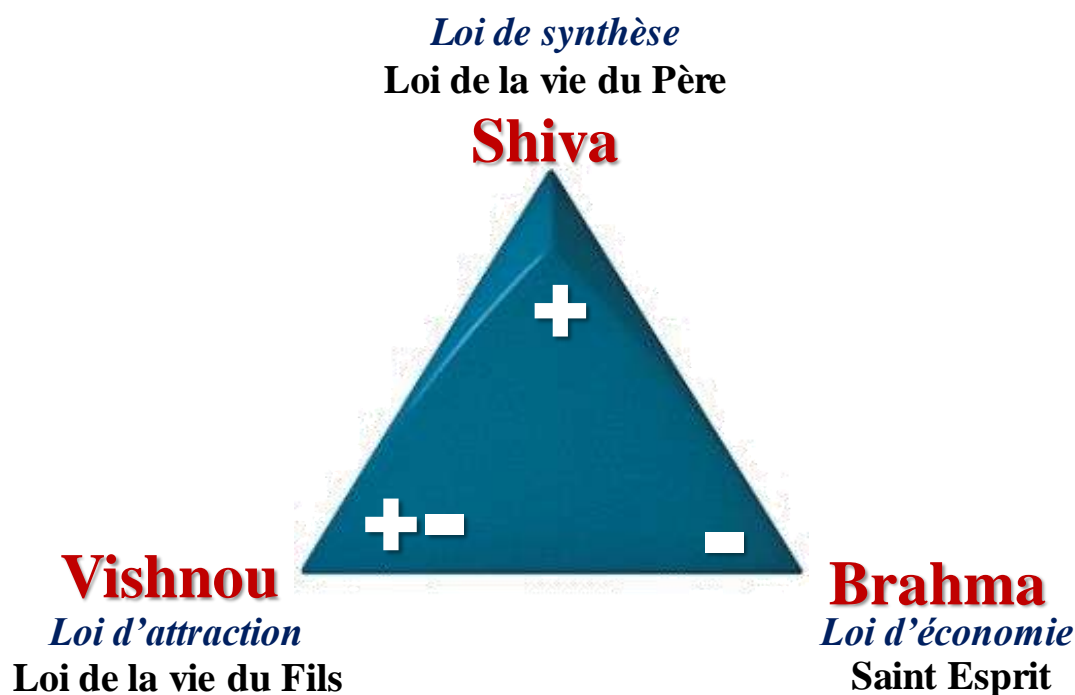 Loi de synthèse
Loi de la vie du Père
Shiva
+
+-
-
Vishnou
Loi d’attraction
Loi de la vie du Fils
Brahma
Loi d’économie
Saint Esprit